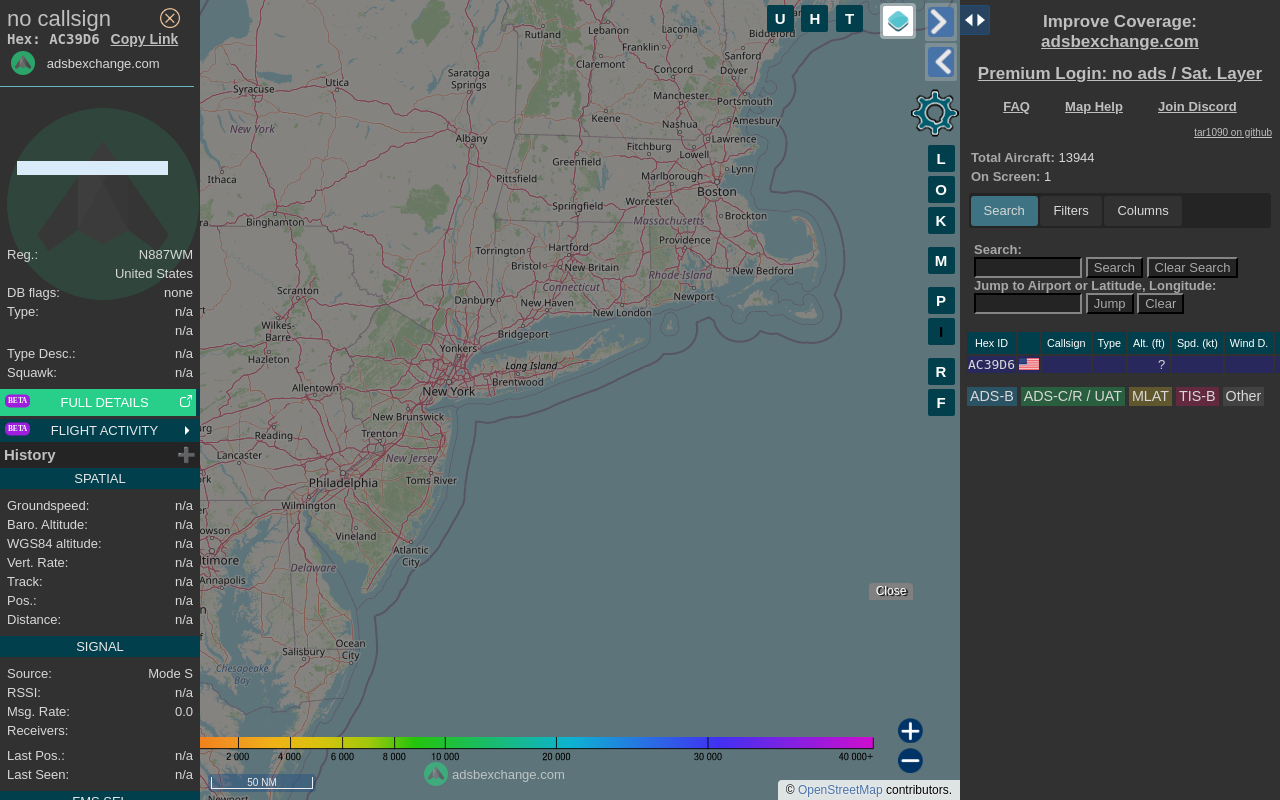 no callsign
Hex: AC39D6 Copy Link
adsbexchange.com
Reg.: N887WM
United States
DB flags: none
Type: n/a
n/a
Type Desc.: n/a
Squawk: n/a
BETA FULL DETAILS
BETA FLIGHT ACTIVITY
History
SPATIAL
Groundspeed: n/a
Baro. Altitude: n/a
WGS84 altitude: n/a
Vert. Rate: n/a
Track: n/a
Pos.: n/a
Distance: n/a
SIGNAL
Source: Mode S
RSSI: n/a
Msg. Rate: 0.0
Receivers:
Last Pos.: n/a
Last Seen: n/a
FMS SEL
U H T
L
O
K
M
P
I
R
F
Rutland
Lebanon
Laconia
Biddeford
Franklin
Sanford
Claremont
Concord
Dover
Saratoga
Springs
Utica
Syracuse
Manchester
Portsmouth
Keene
Nashua
Amesbury
New York
Albany
Lawrence
Fitchburg
Lowell
Greenfield
Lynn
Ithaca
Pittsfield
Marlborough
Boston
Worcester
Springfield
Binghamton
Massachusetts
Brockton
Providence
Torrington
Hartford
Bristol
New Britain
Rhode Island
New Bedford
Connecticut
Scranton
Danbury
New Haven
Newport
New London
Wilkes-
Barre
Bridgeport
Yonkers
Hazleton
Long Island
Brentwood
Allentown
New York
New Brunswick
Reading
Trenton
Lancaster
New Jersey
Philadelphia
Toms River
Wilmington
Vineland
Atlantic
City
Annapolis
Delaware
Ocean
City
Salisbury
Chesapeake
Bay
Newport
Close
2 000 4 000 6 000 8 000 10 000 20 000 30 000 40 000+
adsbexchange.com
50 NM
© OpenStreetMap contributors.
Improve Coverage:
adsbexchange.com
Premium Login: no ads / Sat. Layer
FAQ Map Help Join Discord
tar1090 on github
Total Aircraft: 13944
On Screen: 1
Search Filters Columns
Search:
Search Clear Search
Jump to Airport or Latitude, Longitude:
Jump Clear
Hex ID Callsign Type Alt. (ft) Spd. (kt) Wind D.
AC39D6 ?
ADS-B ADS-C/R / UAT MLAT TIS-B Other